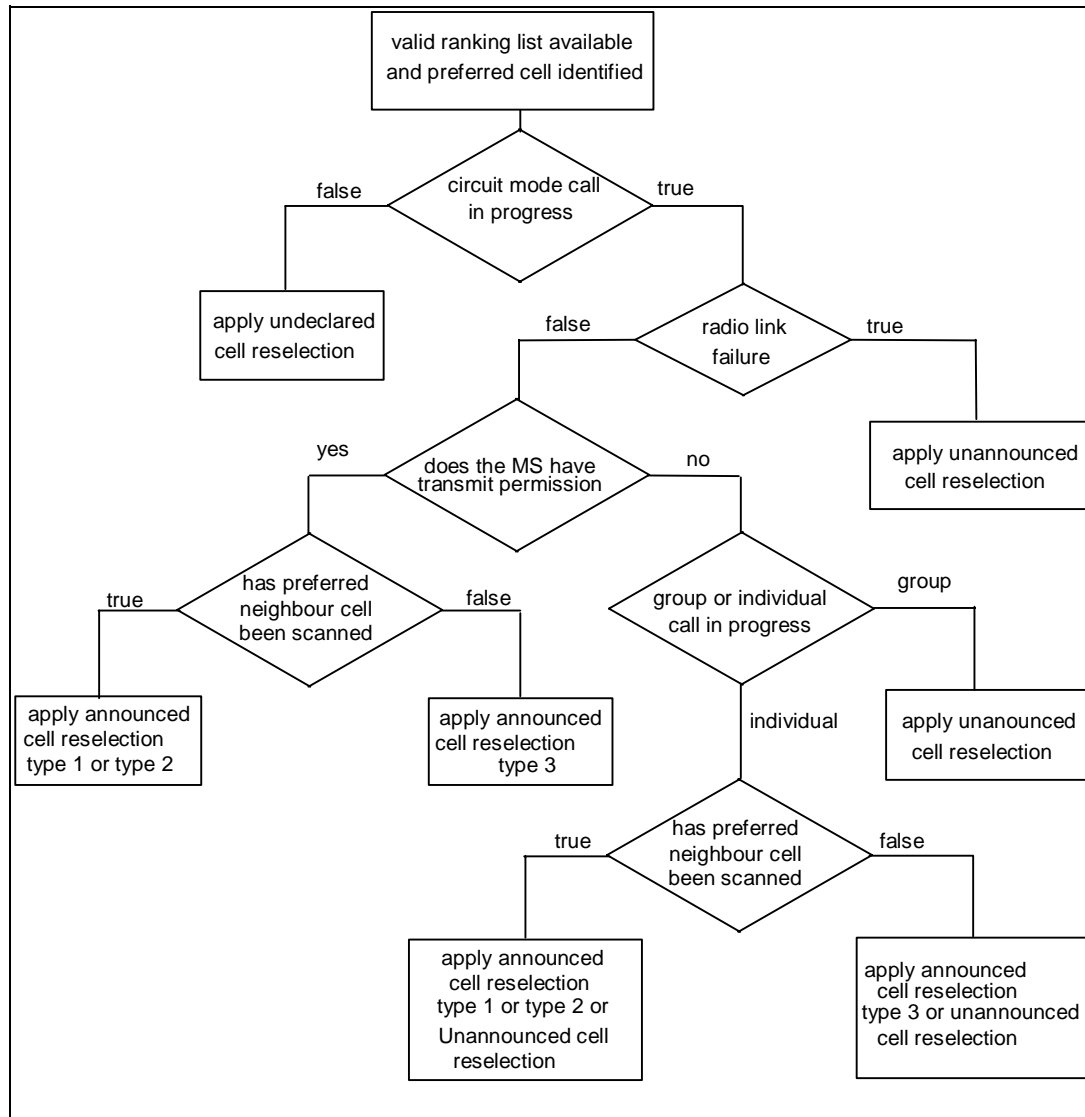 valid ranking list available
and preferred cell identified
false
circuit mode call
in progress
true
apply undeclared
cell reselection
false
radio link
failure
true
yes
does the MS have
transmit permission
no
apply unannounced
cell reselection
true
has preferred
neighbour cell
been scanned
false
group or individual
call in progress
group
apply announced
cell reselection
type 1 or type 2
apply announced
cell reselection
type 3
individual
apply unanounced
cell reselection
true
has preferred
neighbour cell
been scanned
false
apply announced
cell reselection
type 1 or type 2 or
Unannounced cell
reselection
apply announced
cell reselection
type 3 or unannounced
cell reselection